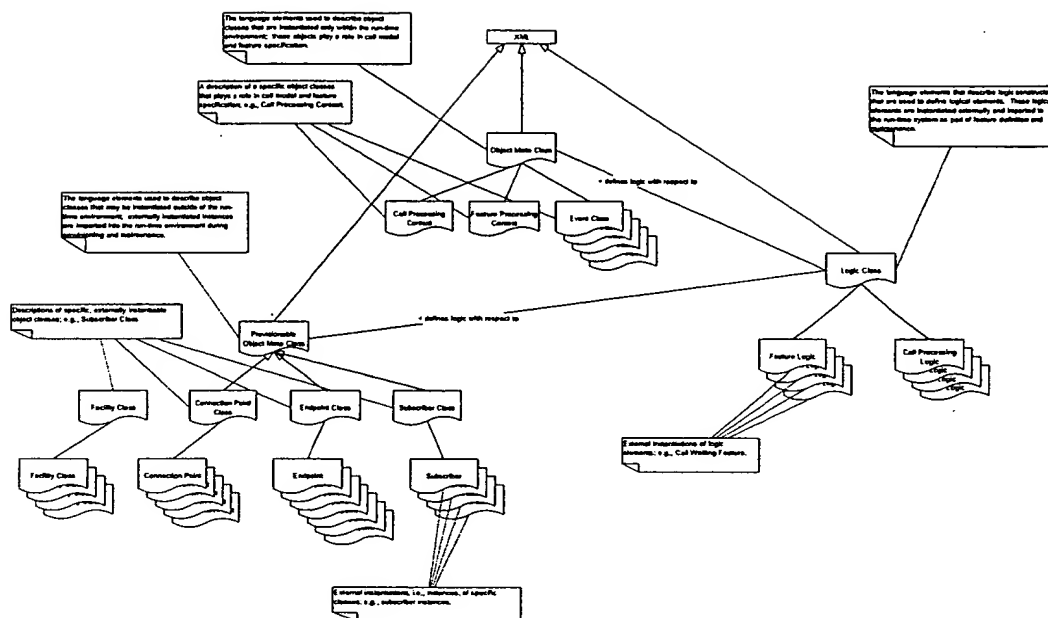 The language elements used to describe object
classes that are instantiated only within the run-time
environment; these objects play a role in call model
and feature specification.
XML
A description of a specific object classes
that plays a role in call model and feature
specification, e.g., Call Processing Context.
The language elements that describe logic constructs
that are used to define logical elements. These logical
elements are instantiated externally and imported to
the run-time system as part of feature definition and
maintenance.
Object Meta Class
< defines logic with respect to
The language elements used to describe object
classes that may be instantiated outside of the run-
time environment; externally instantiated instances
are imported into the run-time environment during
provisioning and maintenance.
Call Processing
Context
Feature Processing
Context
Event Class
Logic Class
Descriptions of specific, externally instantiable
object classes; e.g., Subscriber Class
< defines logic with respect to
Provisionable
Object Meta Class
Feature Logic
Call Processing
Logic
Logic
Logic
Logic
Facility Class
Connection Point
Class
Endpoint Class
Subscriber Class
External instantiations of logic
elements; e.g., Call Waiting Feature.
Facility Class
Connection Point
Endpoint
Subscriber
External instantiations, i.e., instances, of specific
classes, e.g., subscriber instances.